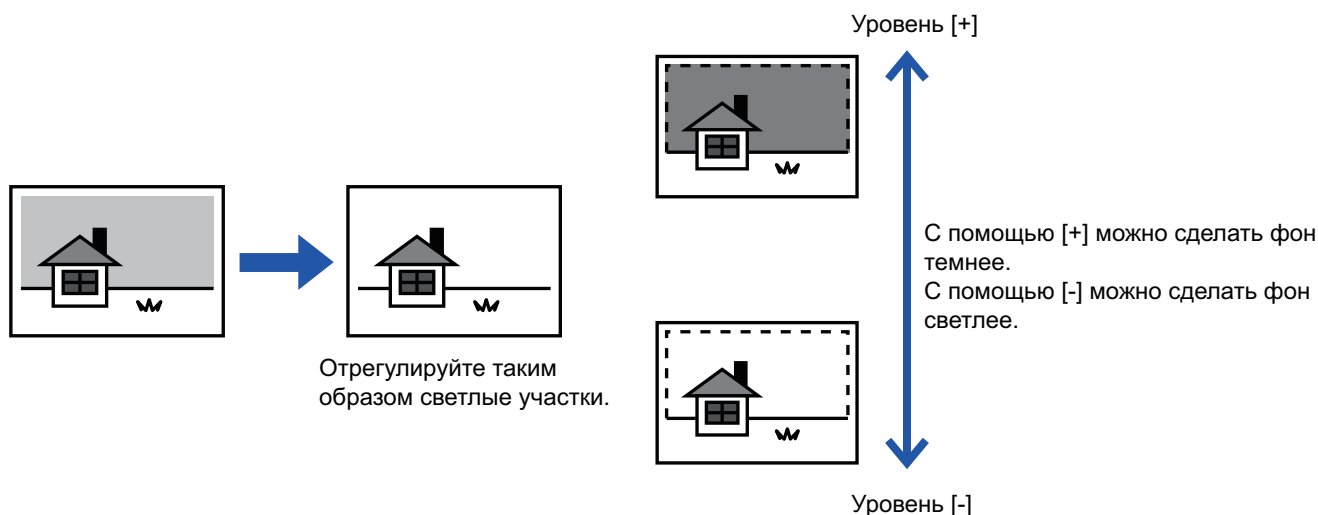 Уровень [+]
С помощью [+] можно сделать фон
темнее.
С помощью [-] можно сделать фон
светлее.
Отрегулируйте таким
образом светлые участки.
Уровень [-]